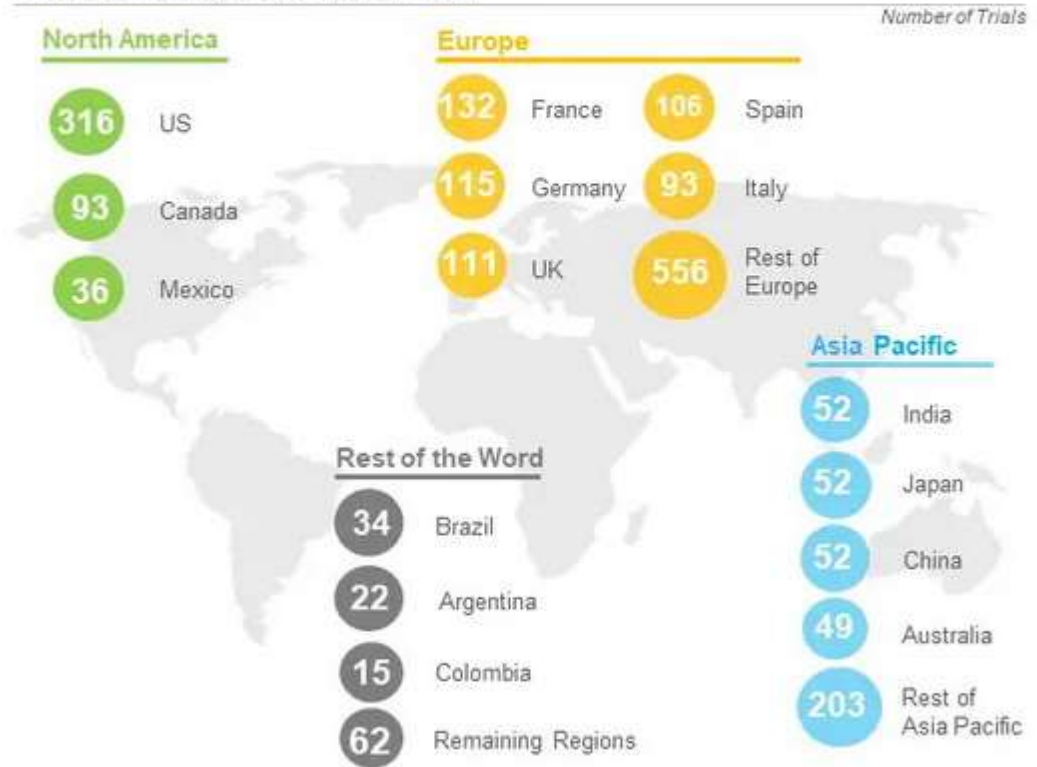 Number of Trials
North America
316 US
93 Canada
36 Mexico
Europe
132 France
115 Germany
111 UK
106 Spain
93 Italy
556 Rest of
Europe
Asia Pacific
52 India
52 Japan
52 China
49 Australia
203 Rest of
Asia Pacific
Rest of the Word
34 Brazil
22 Argentina
15 Colombia
62 Remaining Regions